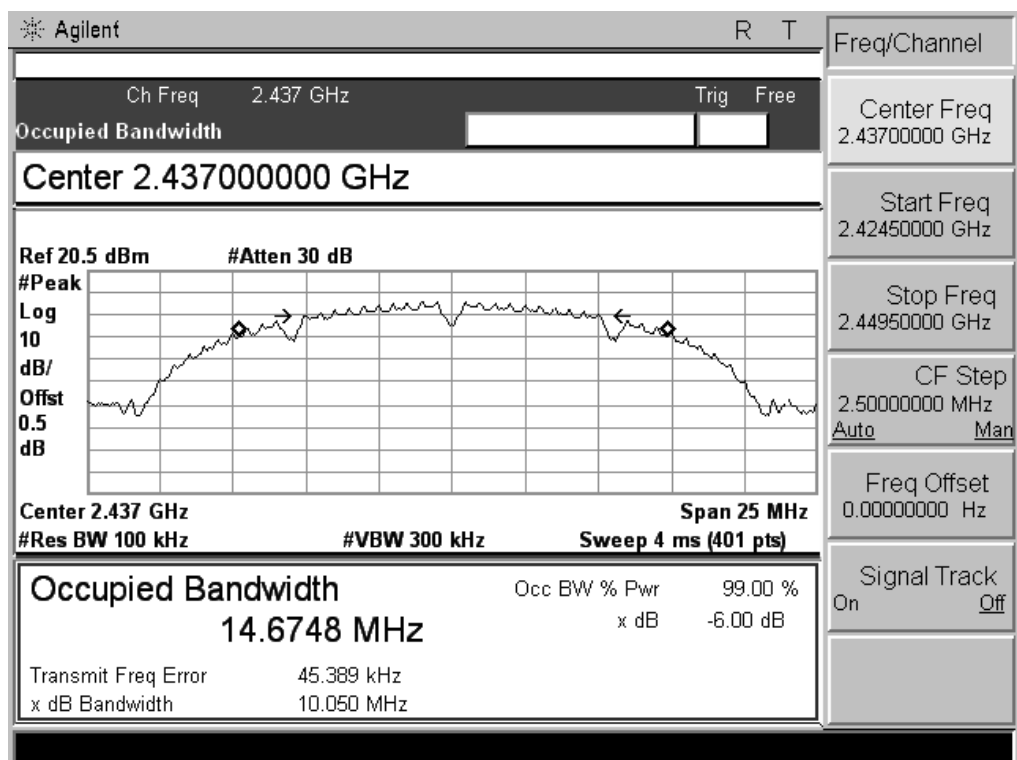 Agilent R T
Ch Freq 2.437 GHz Trig Free
Occupied Bandwidth
Center 2.437000000 GHz
Ref 20.5 dBm #Atten 30 dB
#Peak
Log
10
dB/
Offst
0.5
dB
Center 2.437 GHz Span 25 MHz
#Res BW 100 kHz #VBW 300 kHz Sweep 4 ms (401 pts)
Occupied Bandwidth Occ BW % Pwr 99.00 %
14.6748 MHz x dB -6.00 dB
Transmit Freq Error 45.389 kHz
x dB Bandwidth 10.050 MHz
Freq/Channel
Center Freq
2.43700000 GHz
Start Freq
2.42450000 GHz
Stop Freq
2.44950000 GHz
CF Step
2.50000000 MHz
Auto Man
Freq Offset
0.00000000 Hz
Signal Track
On Off